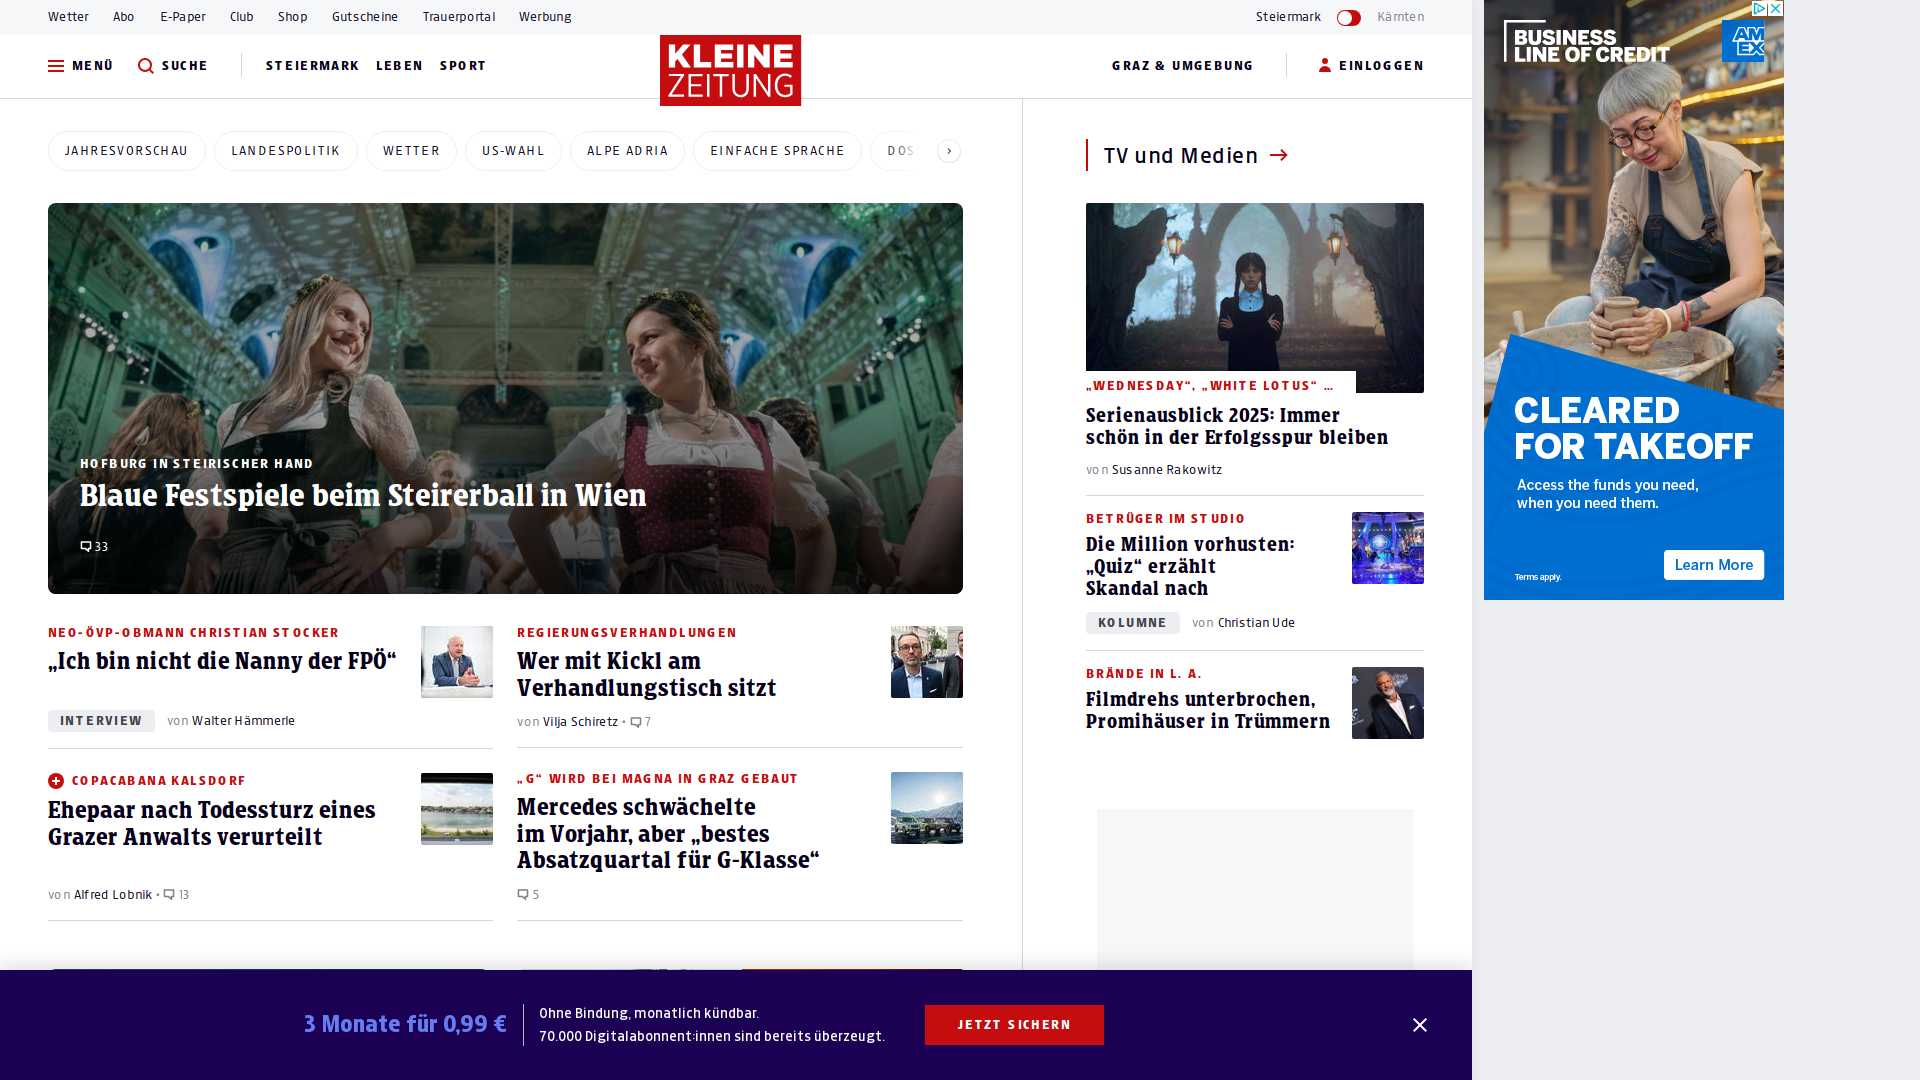 Wetter
Abo
E-Paper
Club
Shop
Gutscheine
Trauerportal
Werbung
Steiermark
Kärnten
MENÜ
SUCHE
STEIERMARK
LEBEN
SPORT
KLEINE
ZEITUNG
GRAZ & UMGEBUNG
EINLOGGEN
JAHRESVORSCHAU
LANDESPOLITIK
WETTER
US-WAHL
ALPE ADRIA
EINFACHE SPRACHE
DOS
HOFBURG IN STEIRISCHER HAND
Blaue Festspiele beim Steirerball in Wien
33
NEO-ÖVP-OBMANN CHRISTIAN STOCKER
„Ich bin nicht die Nanny der FPÖ“
INTERVIEW
von Walter Hämmerle
REGIERUNGSVERHANDLUNGEN
Wer mit Kickl am
Verhandlungstisch sitzt
von Vilja Schiretz • 7
COPACABANA KALSDORF
Ehepaar nach Todessturz eines
Grazer Anwalts verurteilt
von Alfred Lobnik • 13
„G“ WIRD BEI MAGNA IN GRAZ GEBAUT
Mercedes schwächelte
im Vorjahr, aber „bestes
Absatzquartal für G-Klasse“
5
TV und Medien
„WEDNESDAY“, „WHITE LOTUS“ …
Serienausblick 2025: Immer
schön in der Erfolgsspur bleiben
von Susanne Rakowitz
BETRÜGER IM STUDIO
Die Million vorhusten:
„Quiz“ erzählt
Skandal nach
KOLUMNE
von Christian Ude
BRÄNDE IN L. A.
Filmdrehs unterbrochen,
Promihäuser in Trümmern
BUSINESS
LINE OF CREDIT
AM
EX
CLEARED
FOR TAKEOFF
Access the funds you need,
when you need them.
Learn More
Terms apply.
3 Monate für 0,99 €
Ohne Bindung, monatlich kündbar.
70.000 Digitalabonnent:innen sind bereits überzeugt.
JETZT SICHERN